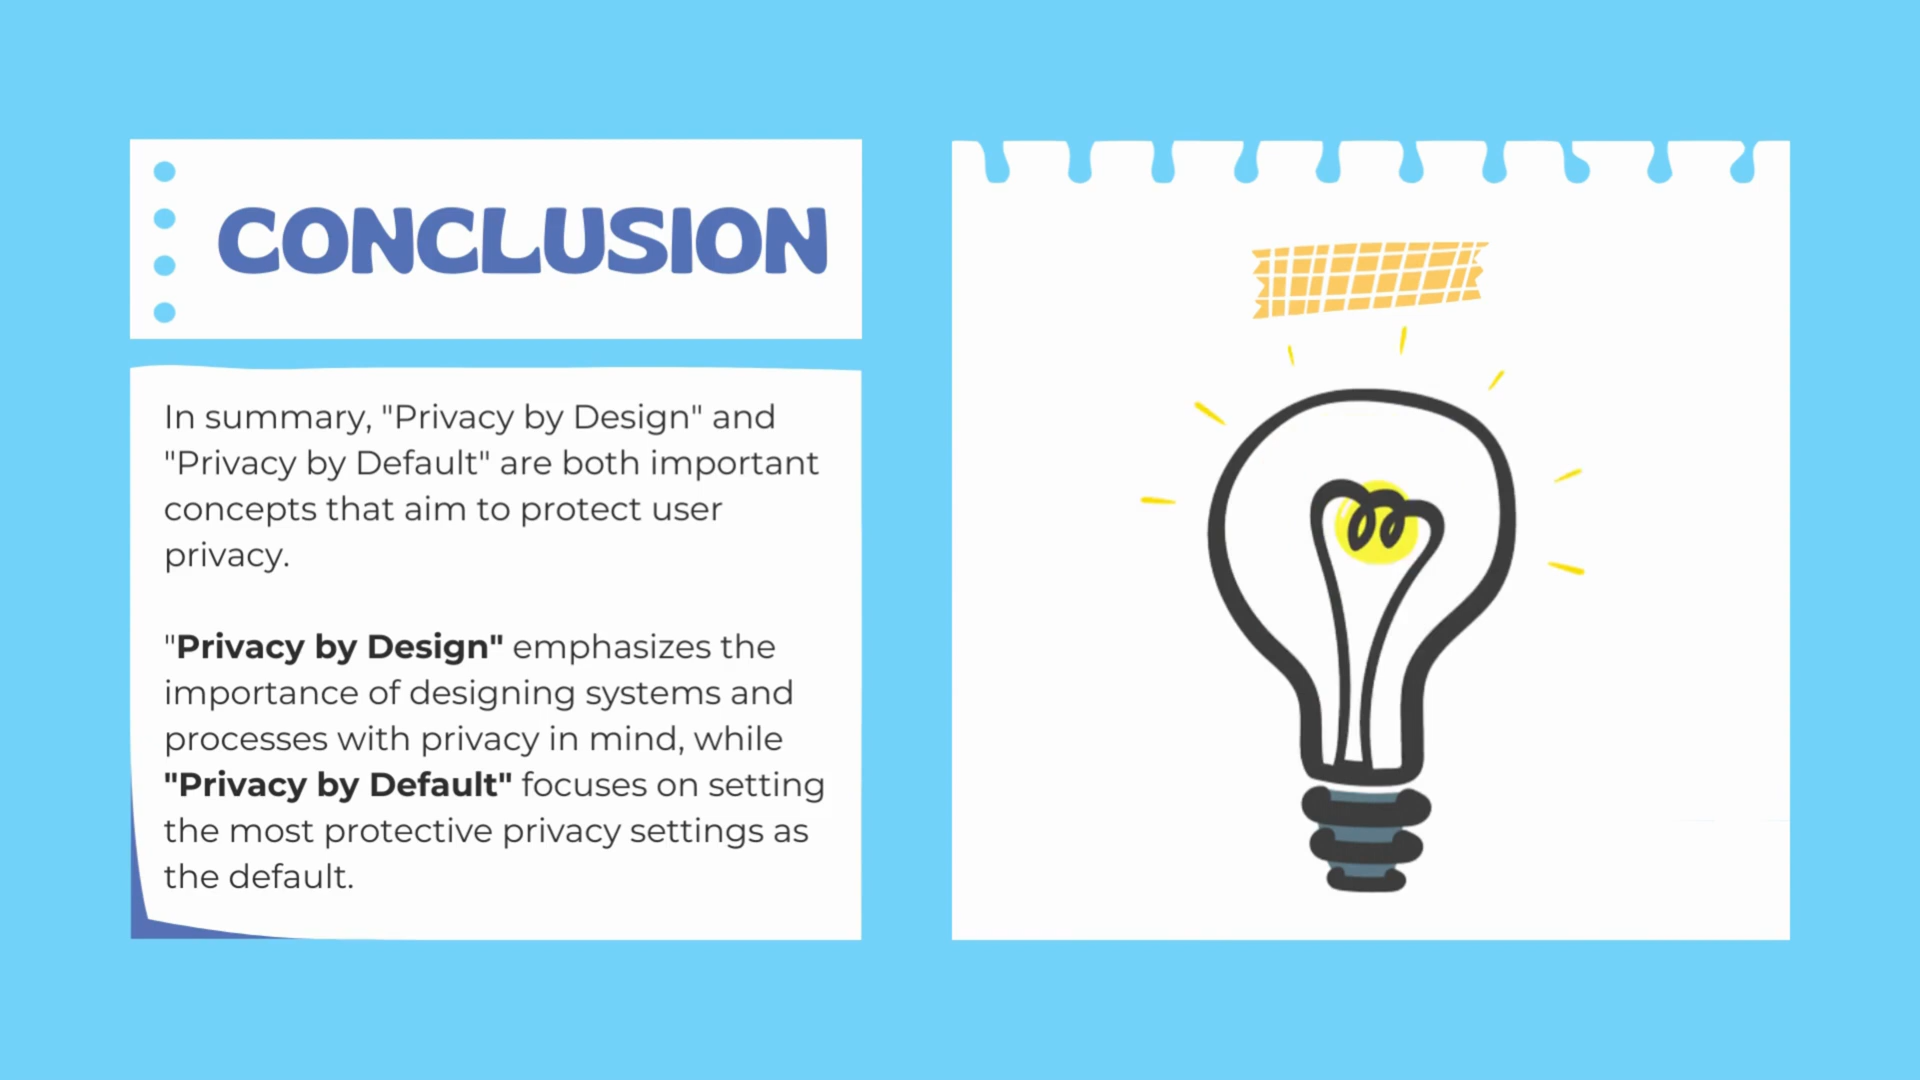 CONCLUSION
In summary, "Privacy by Design" and
"Privacy by Default" are both important
concepts that aim to protect user
privacy.
"Privacy by Design" emphasizes the
importance of designing systems and
processes with privacy in mind, while
"Privacy by Default" focuses on setting
the most protective privacy settings as
the default.